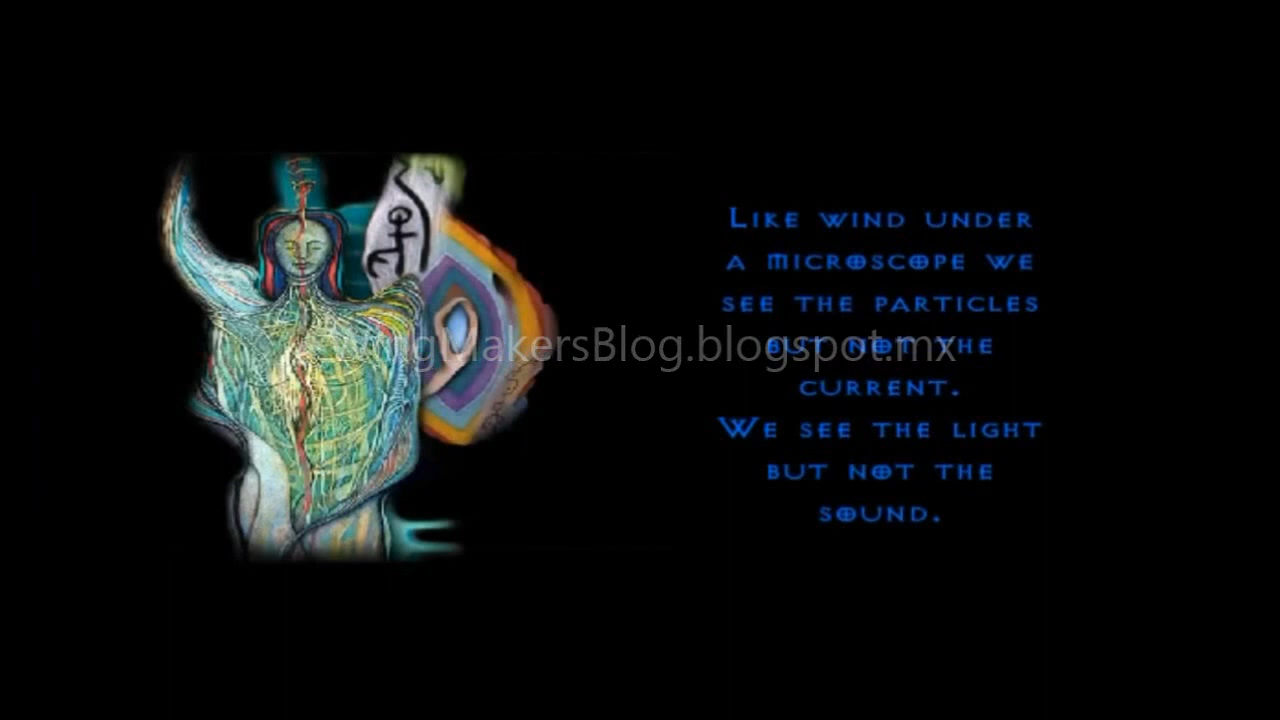 Like wind under
a microscope we
see the particles
but not the
current.
We see the light
but not the
sound.
MakersBlog.blogspot.mx